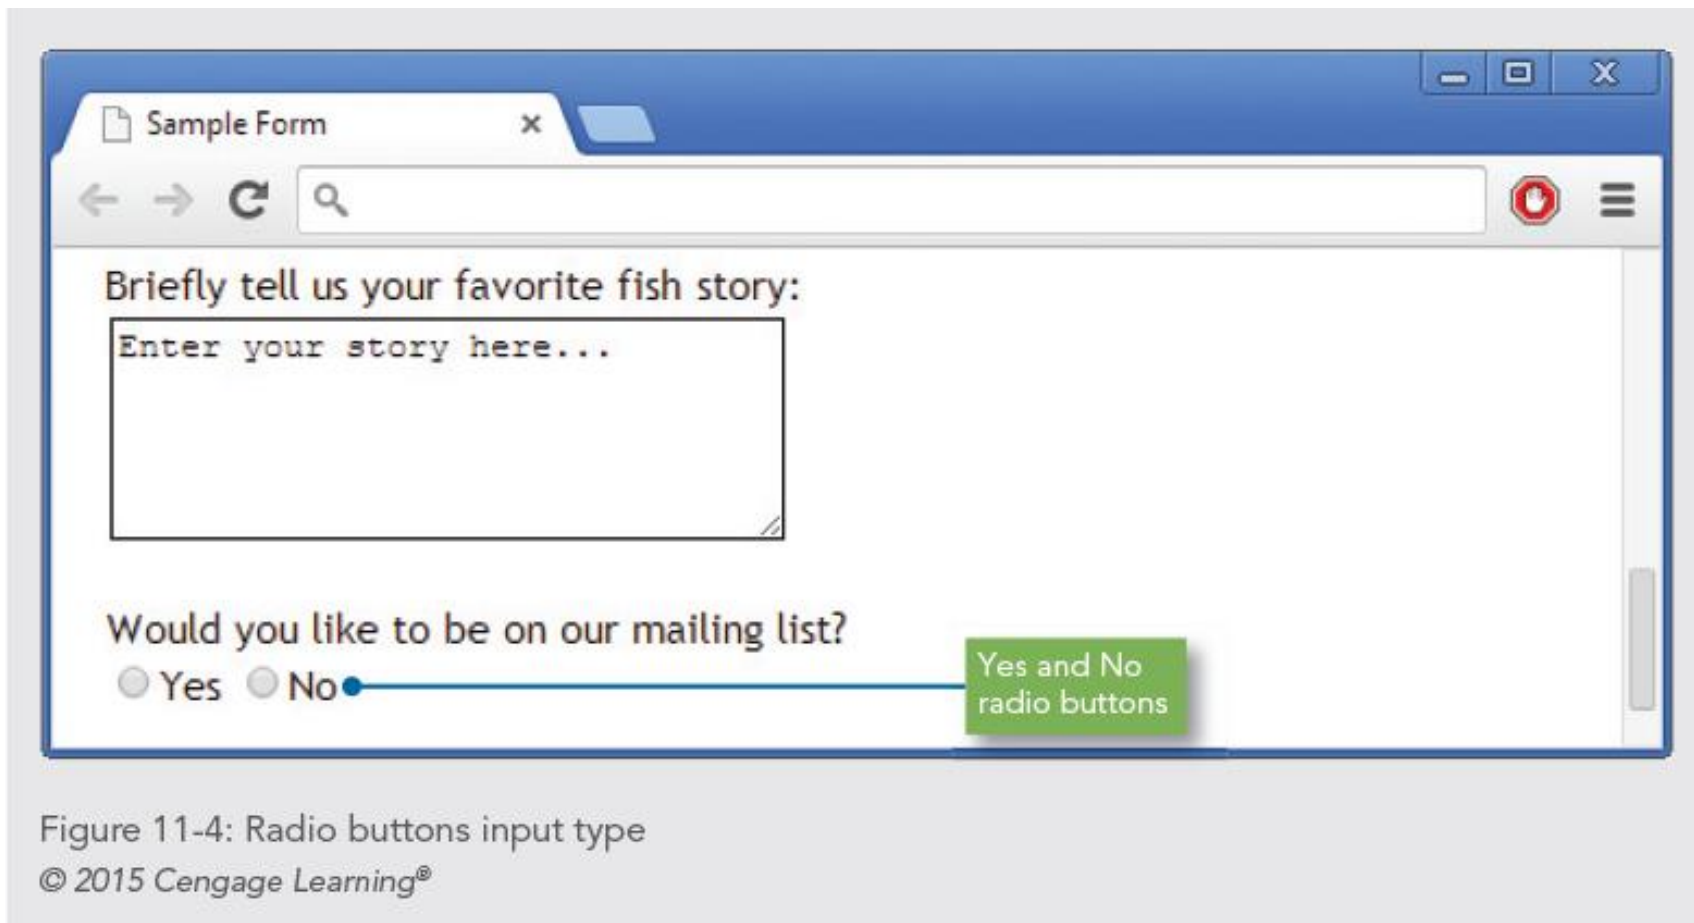 Sample Form
Briefly tell us your favorite fish story:
Enter your story here...
Would you like to be on our mailing list?
Yes No
Yes and No
radio buttons
Figure 11-4: Radio buttons input type
© 2015 Cengage Learning®